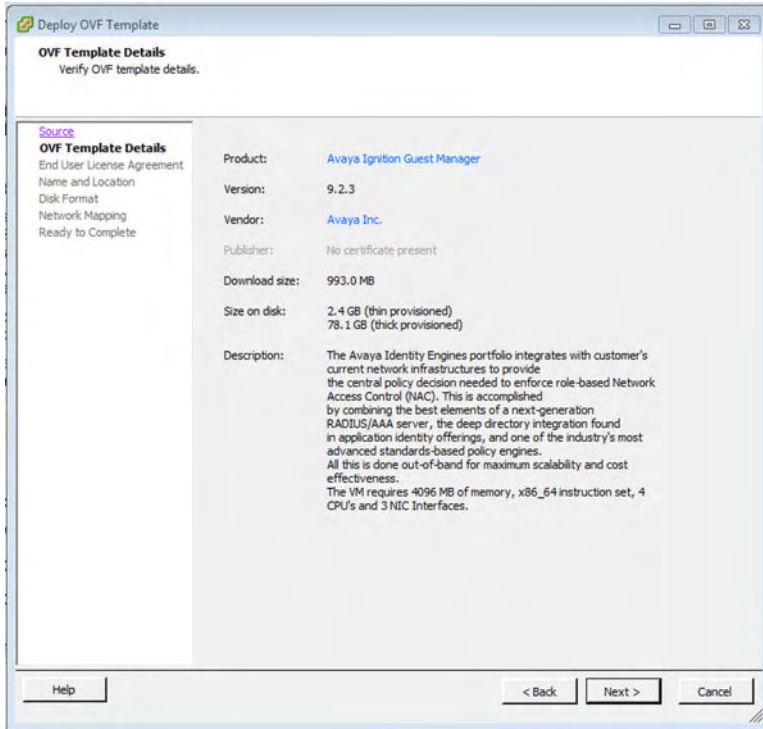 Deploy OVF Template
OVF Template Details
Verify OVF template details.
Source
OVF Template Details
End User License Agreement
Name and Location
Disk Format
Network Mapping
Ready to Complete
Product: Avaya Ignition Guest Manager
Version: 9.2.3
Vendor: Avaya Inc.
Publisher: No certificate present
Download size: 993.0 MB
Size on disk: 2.4 GB (thin provisioned)
78.1 GB (thick provisioned)
Description: The Avaya Identity Engines portfolio integrates with customer's
current network infrastructures to provide
the central policy decision needed to enforce role-based Network
Access Control (NAC). This is accomplished
by combining the best elements of a next-generation
RADIUS/AAA server, the deep directory integration found
in application identity offerings, and one of the industry's most
advanced standards-based policy engines.
All this is done out-of-band for maximum scalability and cost
effectiveness.
The VM requires 4096 MB of memory, x86_64 instruction set, 4
CPU's and 3 NIC Interfaces.
Help
< Back
Next >
Cancel